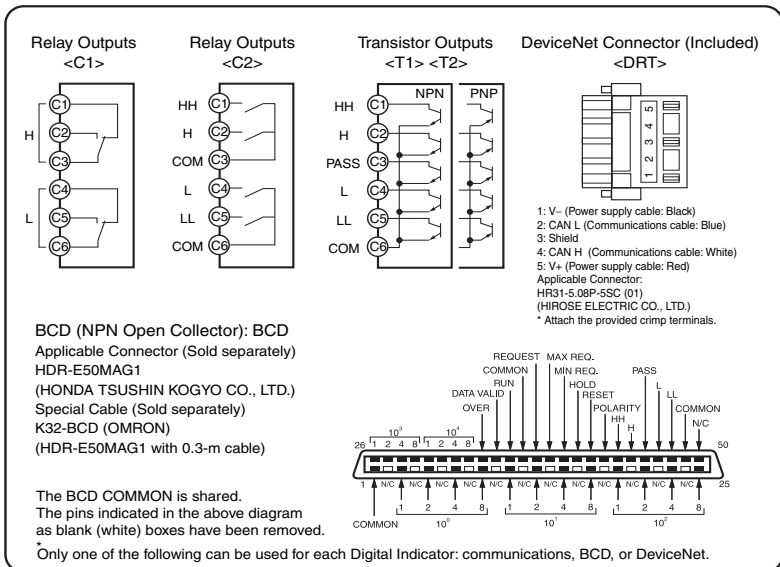 Relay Outputs
<C1>
H
L
C1
C2
C3
C4
C5
C6
Relay Outputs
<C2>
HH
H
COM
L
LL
COM
C1
C2
C3
C4
C5
C6
Transistor Outputs
<T1> <T2>
NPN
PNP
HH
H
PASS
L
LL
COM
C1
C2
C3
C4
C5
C6
DeviceNet Connector (Included)
<DRT>
1 2 3 4 5
1: V– (Power supply cable: Black)
2: CAN L (Communications cable: Blue)
3: Shield
4: CAN H (Communications cable: White)
5: V+ (Power supply cable: Red)
Applicable Connector:
HR31-5.08P-5SC (01)
(HIROSE ELECTRIC CO., LTD.)
* Attach the provided crimp terminals.
BCD (NPN Open Collector): BCD
Applicable Connector (Sold separately)
HDR-E50MAG1
(HONDA TSUSHIN KOGYO CO., LTD.)
Special Cable (Sold separately)
K32-BCD (OMRON)
(HDR-E50MAG1 with 0.3-m cable)
The BCD COMMON is shared.
The pins indicated in the above diagram
as blank (white) boxes have been removed.
REQUEST MAX REQ.
COMMON MIN REQ. PASS
RUN HOLD L
DATA VALID RESET LL
OVER POLARITY COMMON
HH N/C
H
10³ 10⁴
26 1 2 4 8 1 2 4 8 50
1 N/C N/C N/C N/C N/C N/C N/C N/C N/C N/C N/C N/C 25
COMMON 1 2 4 8 1 2 4 8 1 2 4 8
10⁰ 10¹ 10²
* Only one of the following can be used for each Digital Indicator: communications, BCD, or DeviceNet.